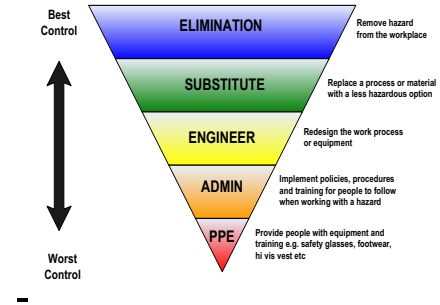 Best
Control
ELIMINATION
Remove hazard
from the workplace
SUBSTITUTE
Replace a process or material
with a less hazardous option
ENGINEER
Redesign the work process
or equipment
ADMIN
Implement policies, procedures
and training for people to follow
when working with a hazard
PPE
Provide people with equipment and
training e.g. safety glasses, footwear,
hi vis vest etc
Worst
Control